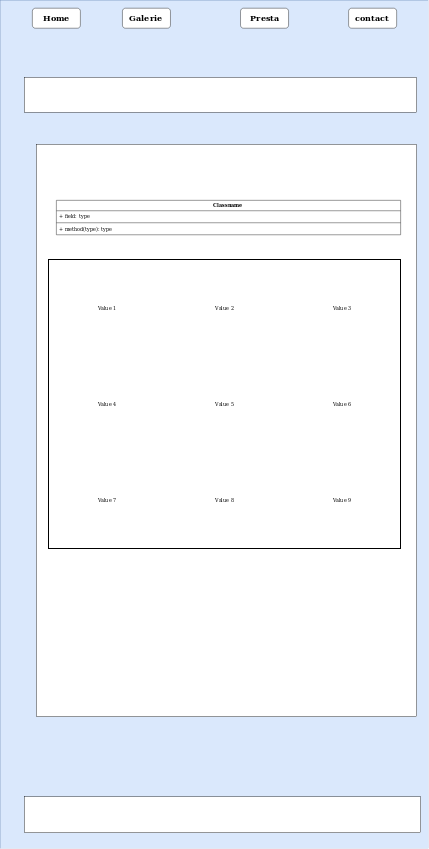 Home Galerie Presta contact
Classname
+ field: type
+ method(type): type
Value 1 Value 2 Value 3
Value 4 Value 5 Value 6
Value 7 Value 8 Value 9